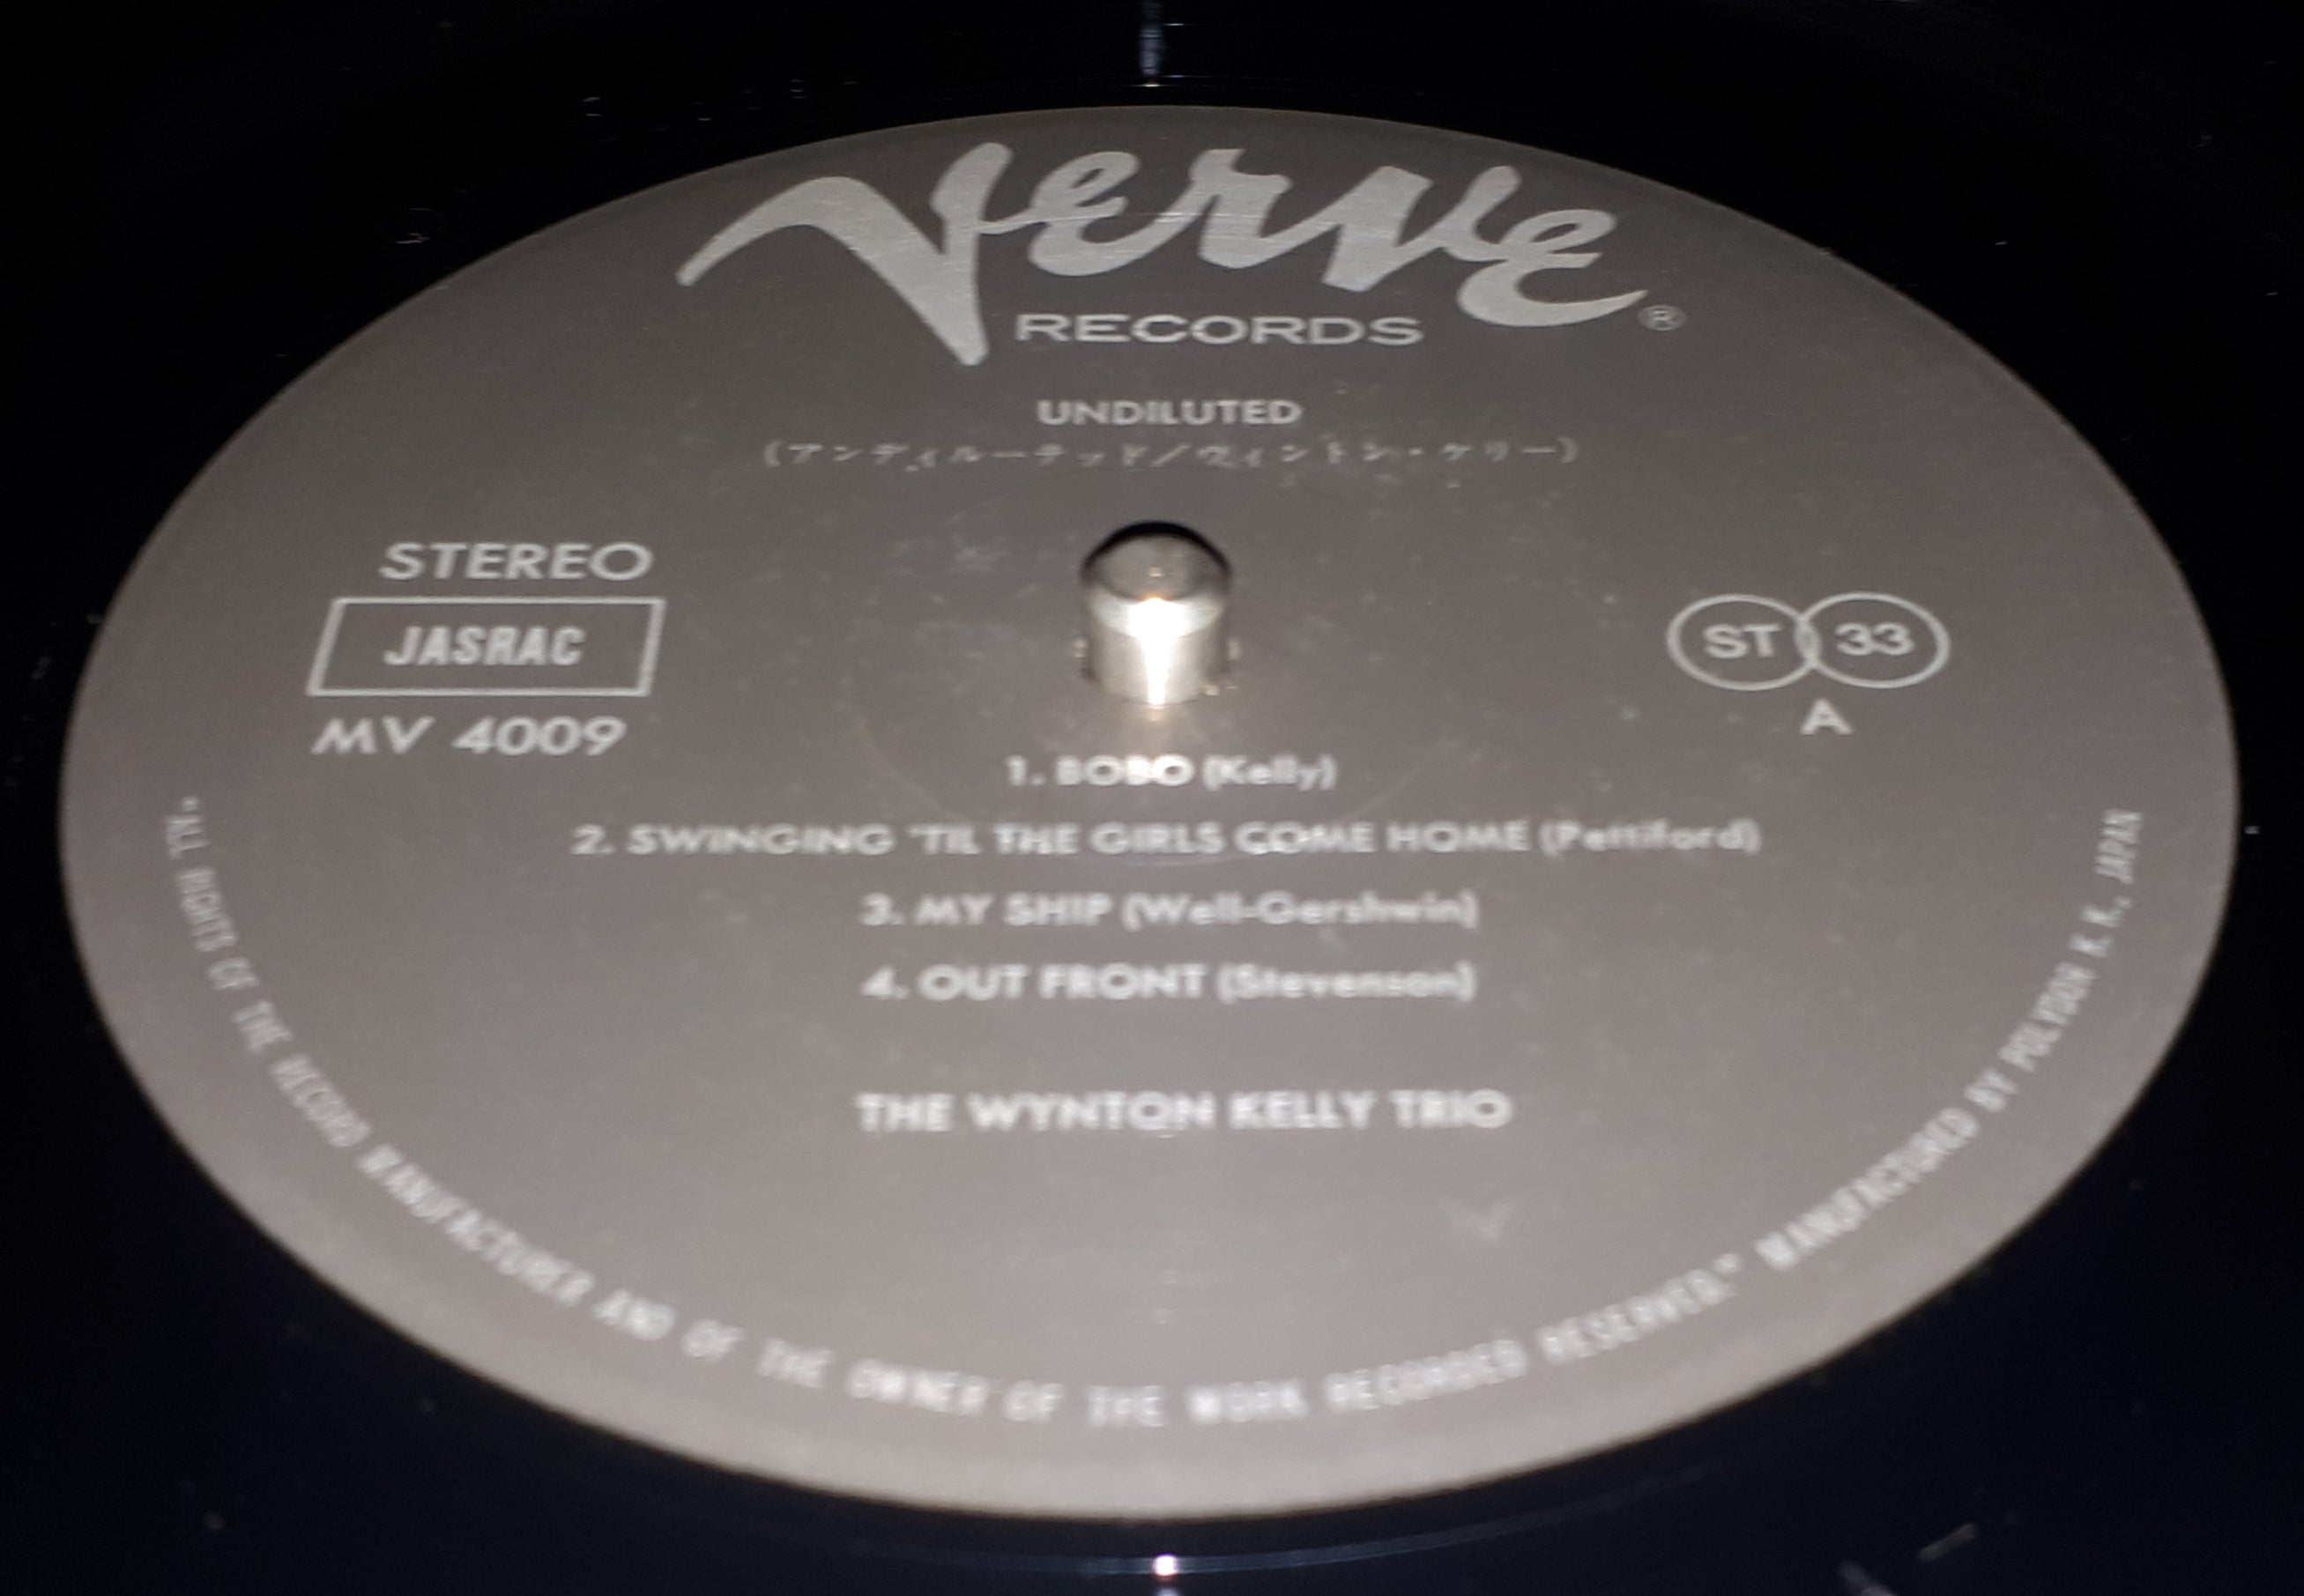 Verve
RECORDS ®
UNDILUTED
(アンディルーテッド/ウィントン・ケリー)
STEREO
JASRAC
MV 4009
ST 33
A
1. BOBO (Kelly)
2. SWINGING 'TIL THE GIRLS COME HOME (Pettiford)
3. MY SHIP (Well-Gershwin)
4. OUT FRONT (Stevenson)
THE WYNTON KELLY TRIO
"ALL RIGHTS OF THE RECORD MANUFACTURER AND OF THE OWNER OF THE WORK RECORDED RESERVED." MANUFACTURED BY POLYDOR K.K., JAPAN